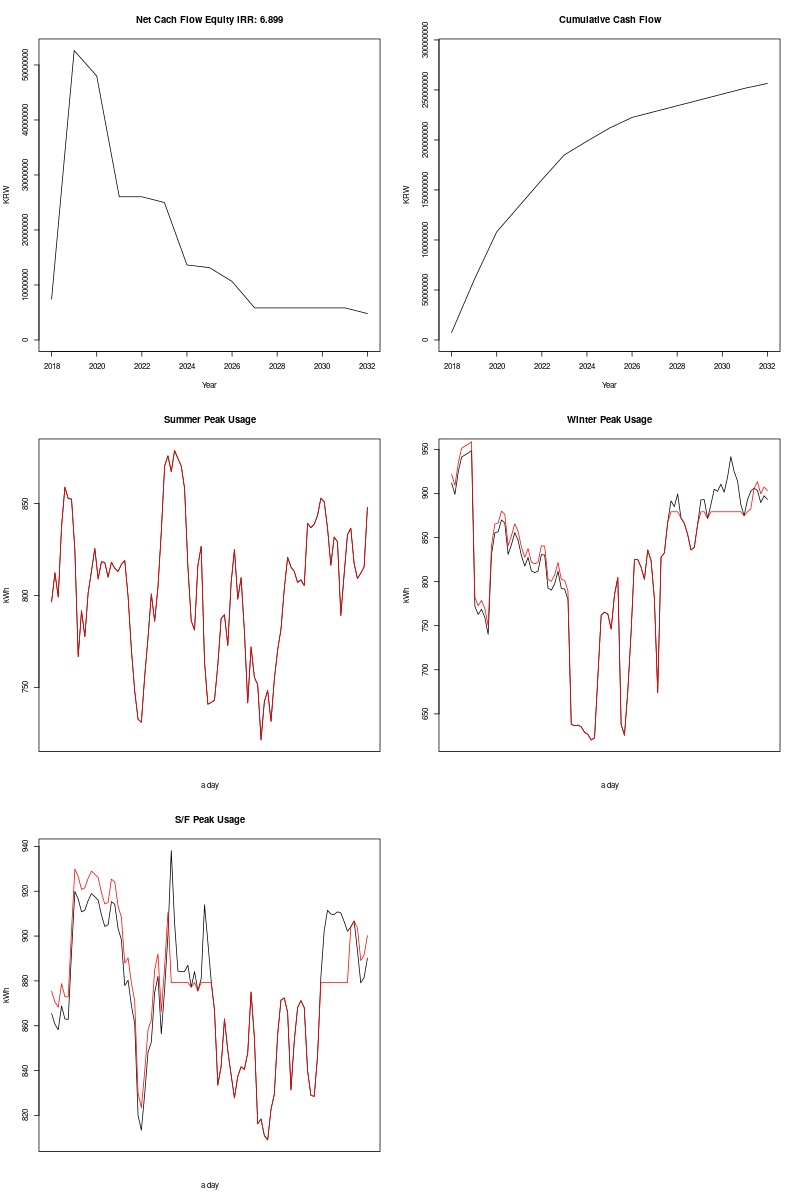 Net Cach Flow Equity IRR: 6.899
KRW
50000000
40000000
30000000
20000000
10000000
0
2018 2020 2022 2024 2026 2028 2030 2032
Year
Cumulative Cash Flow
KRW
300000000
250000000
200000000
150000000
100000000
50000000
0
2018 2020 2022 2024 2026 2028 2030 2032
Year
Summer Peak Usage
kWh
850
800
750
a day
Winter Peak Usage
kWh
950
900
850
800
750
700
650
a day
S/F Peak Usage
kWh
940
920
900
880
860
840
820
a day